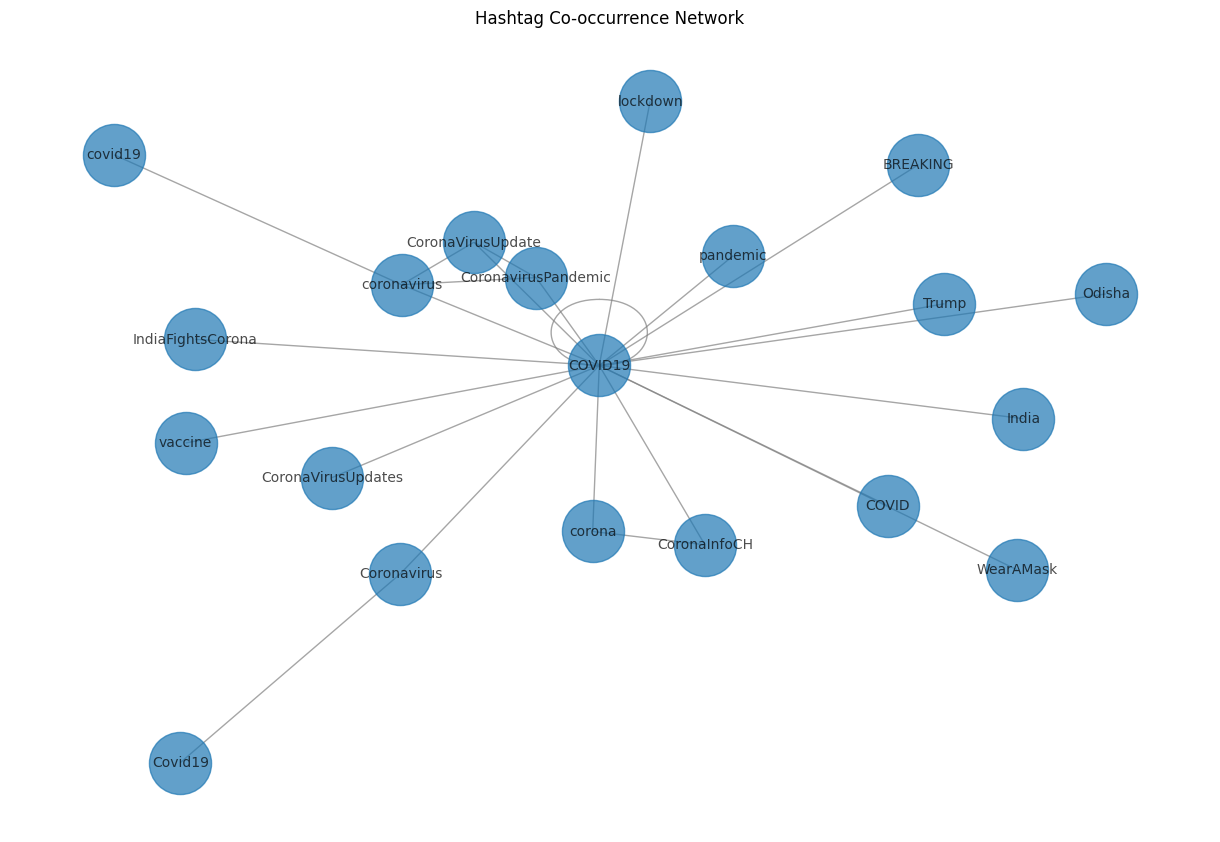 Hashtag Co-occurrence Network
lockdown
covid19
BREAKING
CoronaVirusUpdate
pandemic
CoronavirusPandemic
coronavirus
Odisha
Trump
IndiaFightsCorona
COVID19
India
vaccine
CoronaVirusUpdates
COVID
corona
CoronaInfoCH
WearAMask
Coronavirus
Covid19